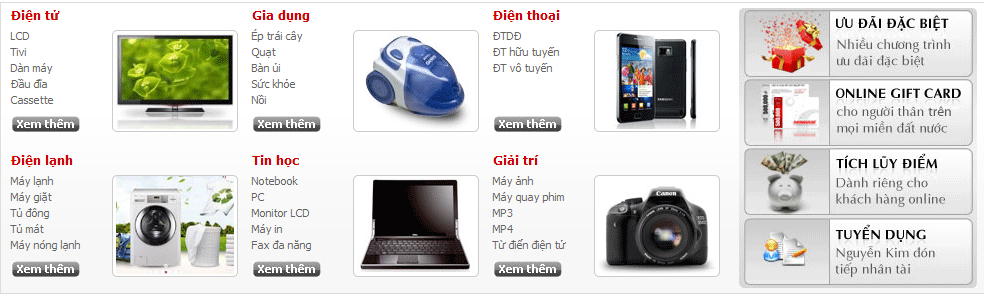 Điện tử
LCD
Tivi
Dàn máy
Đầu đĩa
Cassette
Xem thêm
Gia dụng
Ép trái cây
Quạt
Bàn ủi
Sức khỏe
Nồi
Xem thêm
Điện thoại
ĐTDĐ
ĐT hữu tuyến
ĐT vô tuyến
Xem thêm
SAMSUNG
Điện lạnh
Máy lạnh
Máy giặt
Tủ đông
Tủ mát
Máy nóng lạnh
Xem thêm
Tin học
Notebook
PC
Monitor LCD
Máy in
Fax đa năng
Xem thêm
Giải trí
Máy ảnh
Máy quay phim
MP3
MP4
Từ điển điện tử
Xem thêm
Canon
ƯU ĐÃI ĐẶC BIỆT
Nhiều chương trình
ưu đãi đặc biệt
ONLINE GIFT CARD
cho người thân trên
mọi miền đất nước
TÍCH LŨY ĐIỂM
Dành riêng cho
khách hàng online
TUYỂN DỤNG
Nguyễn Kim đón
tiếp nhân tài